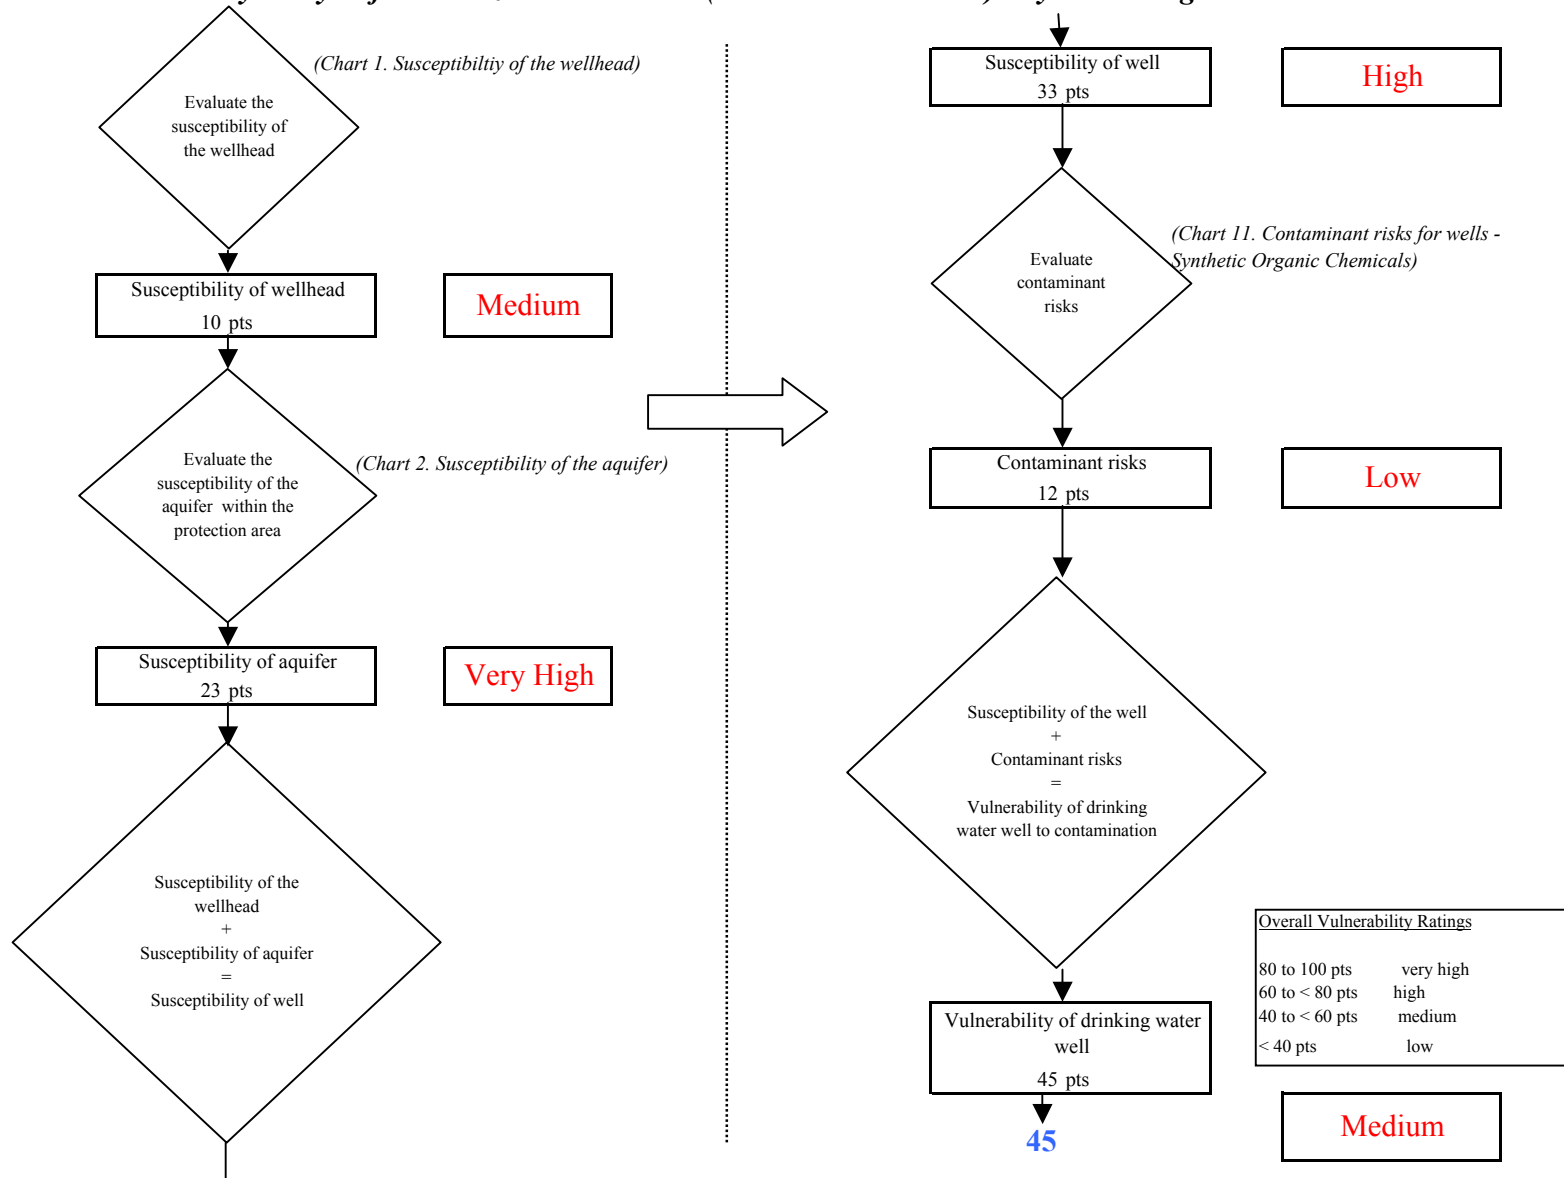 (Chart 1. Susceptibiltiy of the wellhead)
Evaluate the
susceptibility of
the wellhead
Susceptibility of wellhead
10 pts
Medium
Evaluate the
susceptibility of the
aquifer within the
protection area
(Chart 2. Susceptibility of the aquifer)
Susceptibility of aquifer
23 pts
Very High
Susceptibility of the
wellhead
+
Susceptibility of aquifer
=
Susceptibility of well
Susceptibility of well
33 pts
High
Evaluate
contaminant
risks
(Chart 11. Contaminant risks for wells -
Synthetic Organic Chemicals)
Contaminant risks
12 pts
Low
Susceptibility of the well
+
Contaminant risks
=
Vulnerability of drinking
water well to contamination
Vulnerability of drinking water
well
45 pts
45
Overall Vulnerability Ratings
80 to 100 pts very high
60 to < 80 pts high
40 to < 60 pts medium
< 40 pts low
Medium